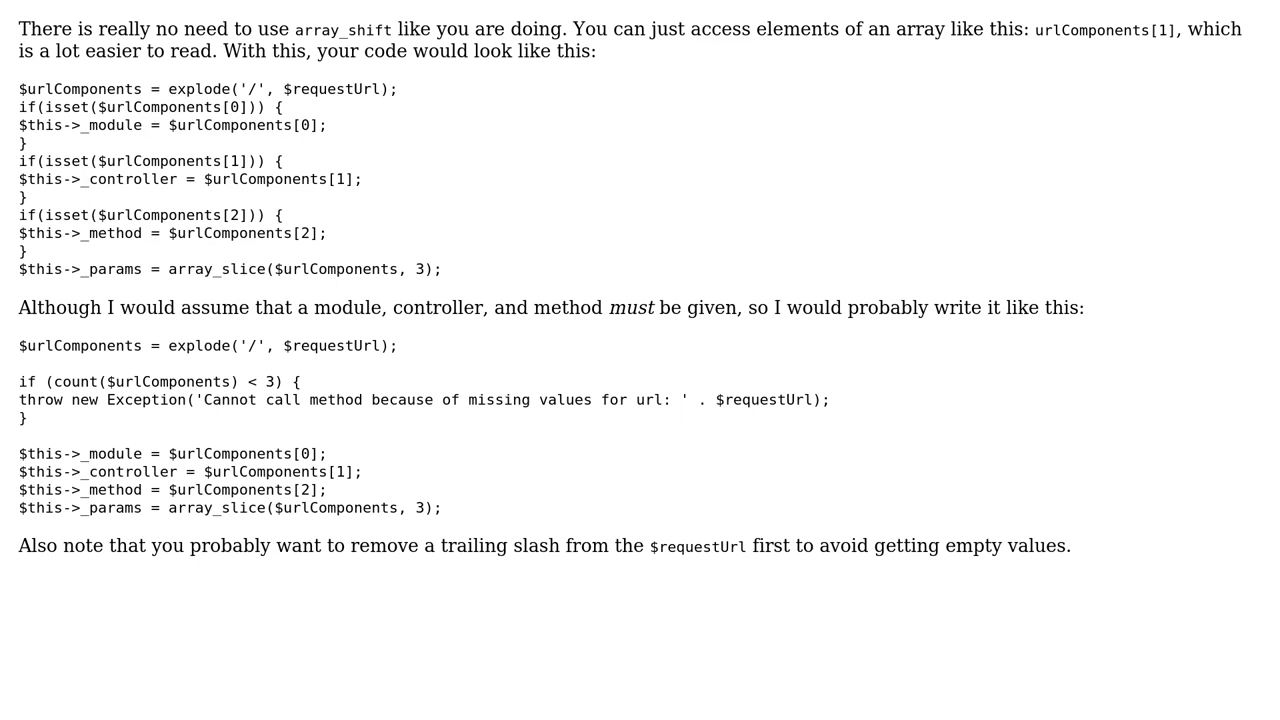 There is really no need to use array_shift like you are doing. You can just access elements of an array like this: urlComponents[1], which
is a lot easier to read. With this, your code would look like this:
$urlComponents = explode('/', $requestUrl);
if(isset($urlComponents[0])) {
$this->_module = $urlComponents[0];
}
if(isset($urlComponents[1])) {
$this->_controller = $urlComponents[1];
}
if(isset($urlComponents[2])) {
$this->_method = $urlComponents[2];
}
$this->_params = array_slice($urlComponents, 3);
Although I would assume that a module, controller, and method must be given, so I would probably write it like this:
$urlComponents = explode('/', $requestUrl);
if (count($urlComponents) < 3) {
throw new Exception('Cannot call method because of missing values for url: ' . $requestUrl);
}
$this->_module = $urlComponents[0];
$this->_controller = $urlComponents[1];
$this->_method = $urlComponents[2];
$this->_params = array_slice($urlComponents, 3);
Also note that you probably want to remove a trailing slash from the $requestUrl first to avoid getting empty values.